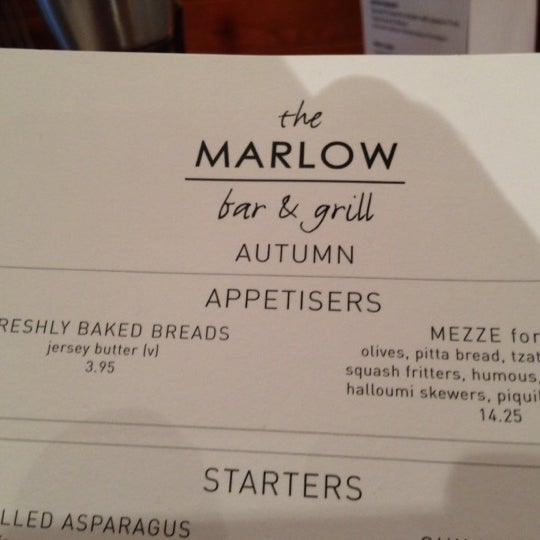 the
MARLOW
bar & grill
AUTUMN
APPETISERS
RESHLY BAKED BREADS
jersey butter (v)
3.95
MEZZE for
olives, pitta bread, tzat
squash fritters, humous,
halloumi skewers, piquil
14.25
STARTERS
LLED ASPARAGUS